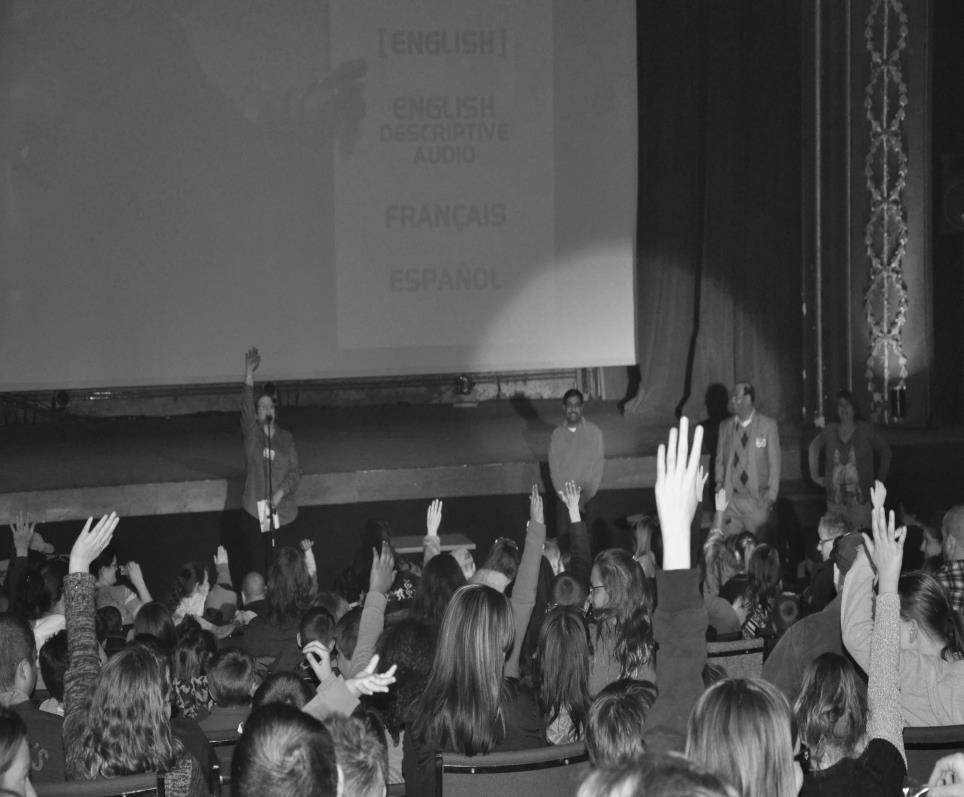 [ENGLISH]
ENGLISH
DESCRIPTIVE
AUDIO
FRANÇAIS
ESPAÑOL